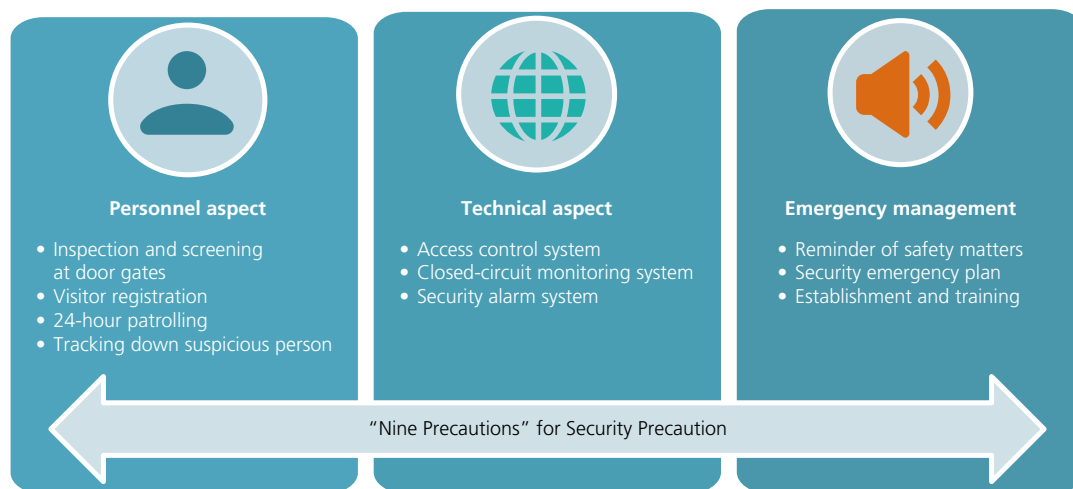 Personnel aspect
• Inspection and screening
at door gates
• Visitor registration
• 24-hour patrolling
• Tracking down suspicious person
Technical aspect
• Access control system
• Closed-circuit monitoring system
• Security alarm system
Emergency management
• Reminder of safety matters
• Security emergency plan
• Establishment and training
“Nine Precautions” for Security Precaution